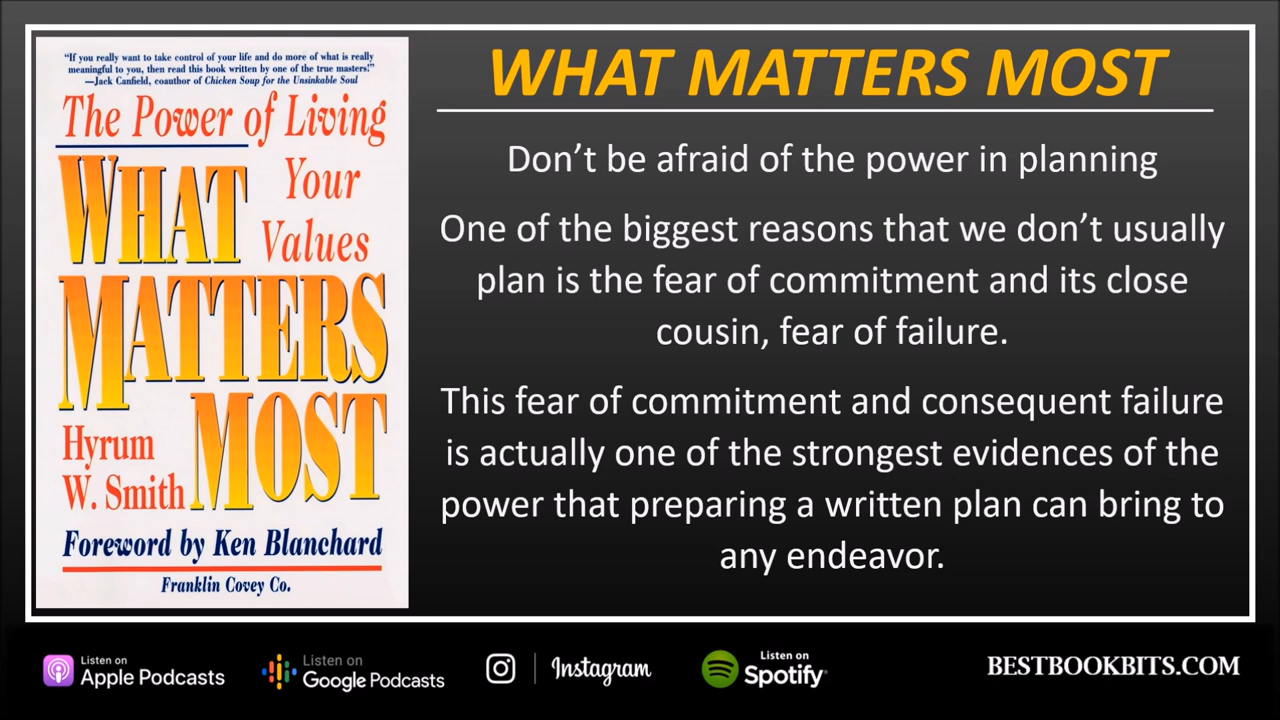 “If you really want to take control of your life and do more of what is really
meaningful to you, then read this book written by one of the true masters!”
—Jack Canfield, coauthor of Chicken Soup for the Unsinkable Soul
The Power of Living
Your
Values
WHAT
MATTERS
MOST
Hyrum
W. Smith
Foreword by Ken Blanchard
Franklin Covey Co.
WHAT MATTERS MOST
Don’t be afraid of the power in planning
One of the biggest reasons that we don’t usually
plan is the fear of commitment and its close
cousin, fear of failure.
This fear of commitment and consequent failure
is actually one of the strongest evidences of the
power that preparing a written plan can bring to
any endeavor.
Listen on
Apple Podcasts
Listen on
Google Podcasts
Instagram
Listen on
Spotify
BESTBOOKBITS.COM